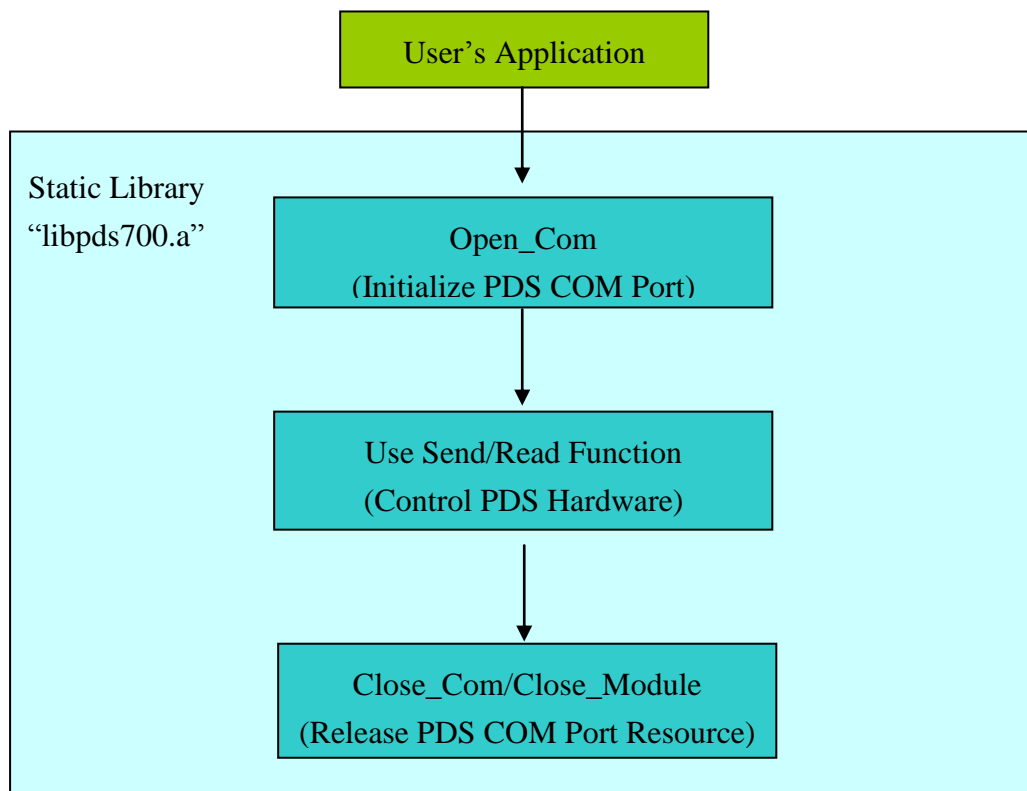 User’s Application
Static Library
“libpds700.a”
Open_Com
(Initialize PDS COM Port)
Use Send/Read Function
(Control PDS Hardware)
Close_Com/Close_Module
(Release PDS COM Port Resource)